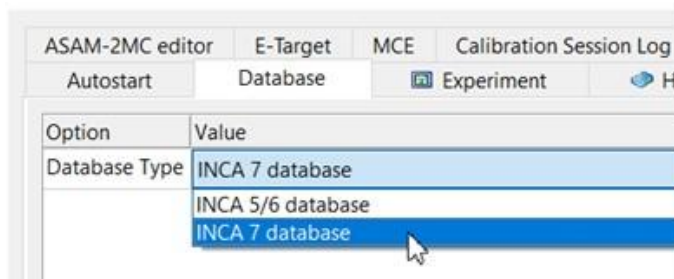 ASAM-2MC editor E-Target MCE Calibration Session Log
Autostart Database Experiment
Option Value
Database Type INCA 7 database
INCA 5/6 database
INCA 7 database